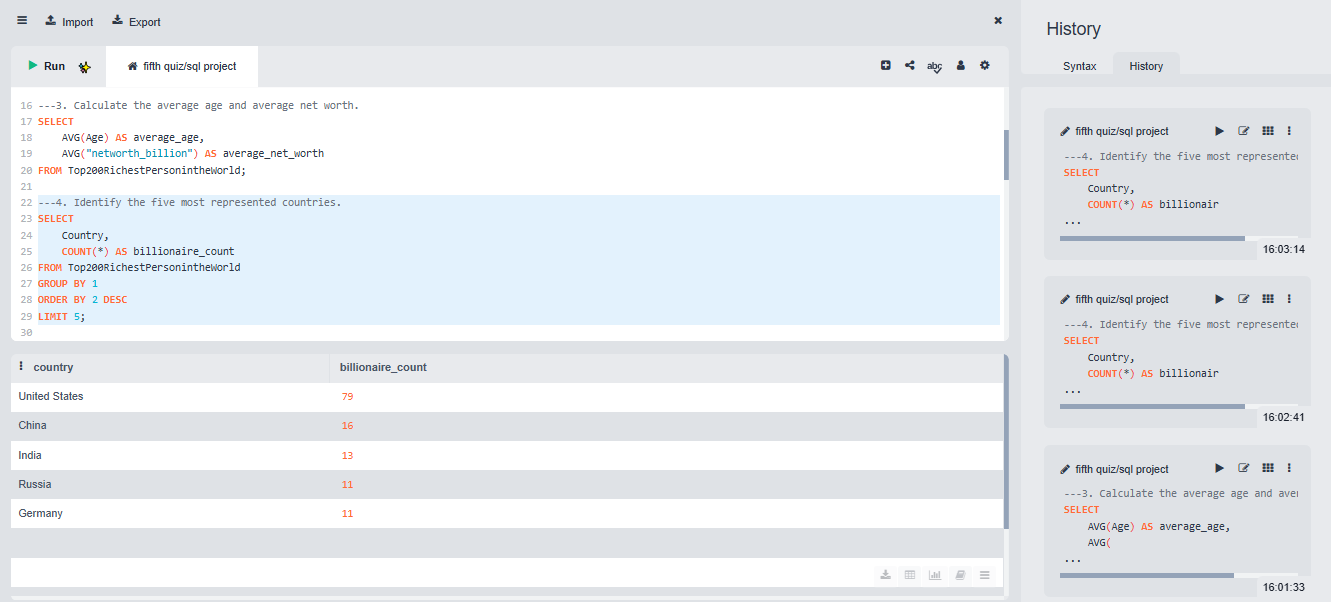 Import Export
Run fifth quiz/sql project
abc
16 ---3. Calculate the average age and average net worth.
17 SELECT
18 AVG(Age) AS average_age,
19 AVG("networth_billion") AS average_net_worth
20 FROM Top200RichestPersonintheWorld;
21
22 ---4. Identify the five most represented countries.
23 SELECT
24 Country,
25 COUNT(*) AS billionaire_count
26 FROM Top200RichestPersonintheWorld
27 GROUP BY 1
28 ORDER BY 2 DESC
29 LIMIT 5;
30
country billionaire_count
United States 79
China 16
India 13
Russia 11
Germany 11
History
Syntax History
fifth quiz/sql project
---4. Identify the five most represented
SELECT
Country,
COUNT(*) AS billionair
...
16:03:14
fifth quiz/sql project
---4. Identify the five most represented
SELECT
Country,
COUNT(*) AS billionair
...
16:02:41
fifth quiz/sql project
---3. Calculate the average age and aver
SELECT
AVG(Age) AS average_age,
AVG(
...
16:01:33